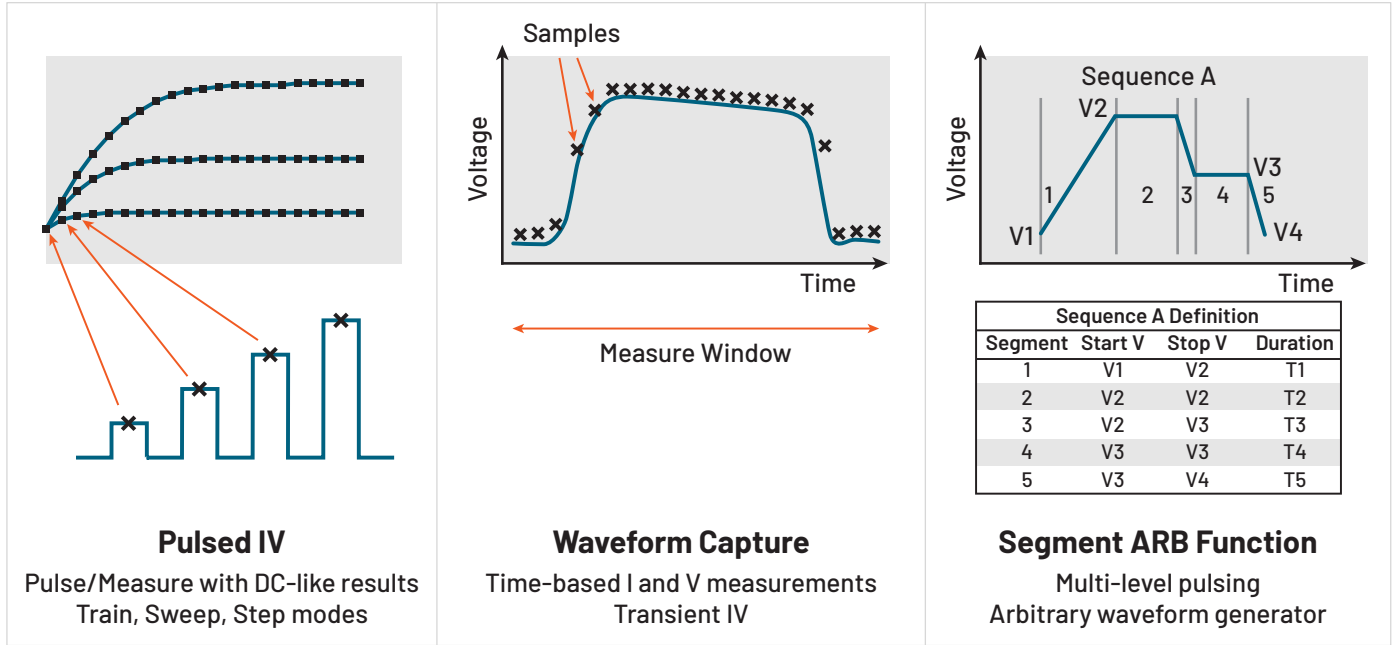 Samples
Voltage
Time
Measure Window
Sequence A
Voltage
V1
V2
V3
V4
1
2
3
4
5
Time
Sequence A Definition
Segment Start V Stop V Duration
1 V1 V2 T1
2 V2 V2 T2
3 V2 V3 T3
4 V3 V3 T4
5 V3 V4 T5
Pulsed IV
Pulse/Measure with DC-like results
Train, Sweep, Step modes
Waveform Capture
Time-based I and V measurements
Transient IV
Segment ARB Function
Multi-level pulsing
Arbitrary waveform generator